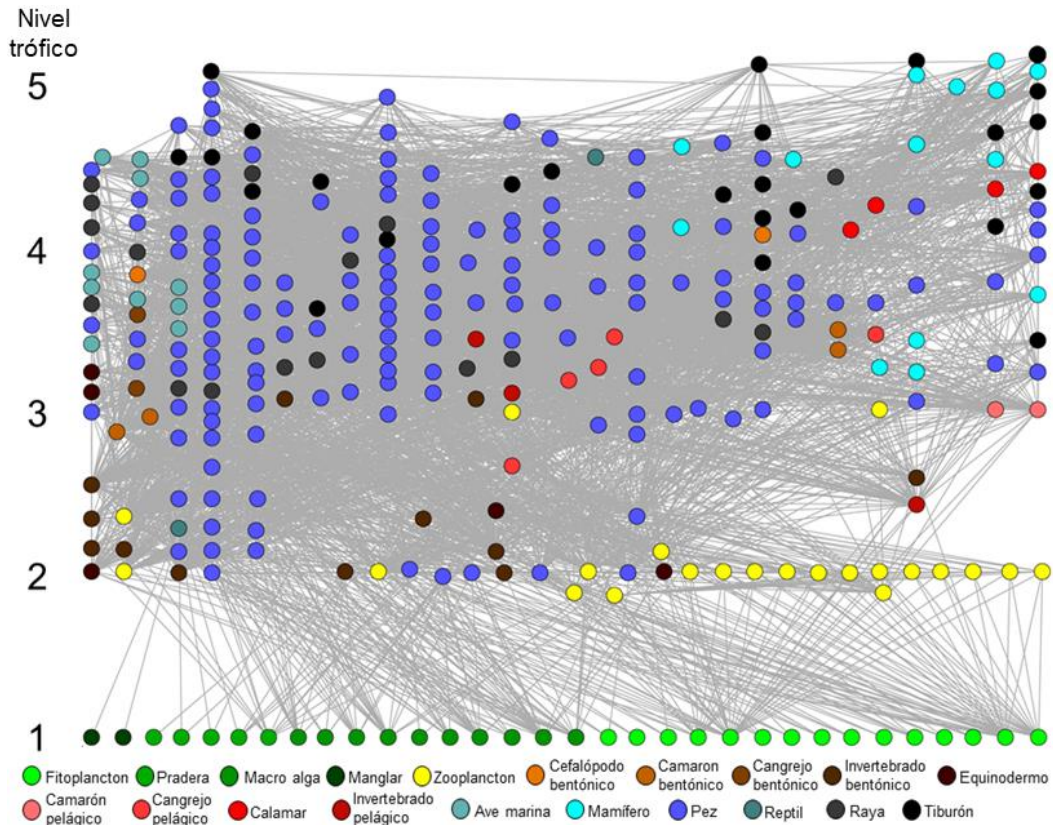 Nivel
trófico
5
4
3
2
1
Fitoplancton Pradera Macro alga Manglar Zooplancton Cefalópodo bentónico Camaron bentónico Cangrejo bentónico Invertebrado bentónico Equinodermo
Camarón pelágico Cangrejo pelágico Calamar Invertebrado pelágico Ave marina Mamífero Pez Reptil Raya Tiburón